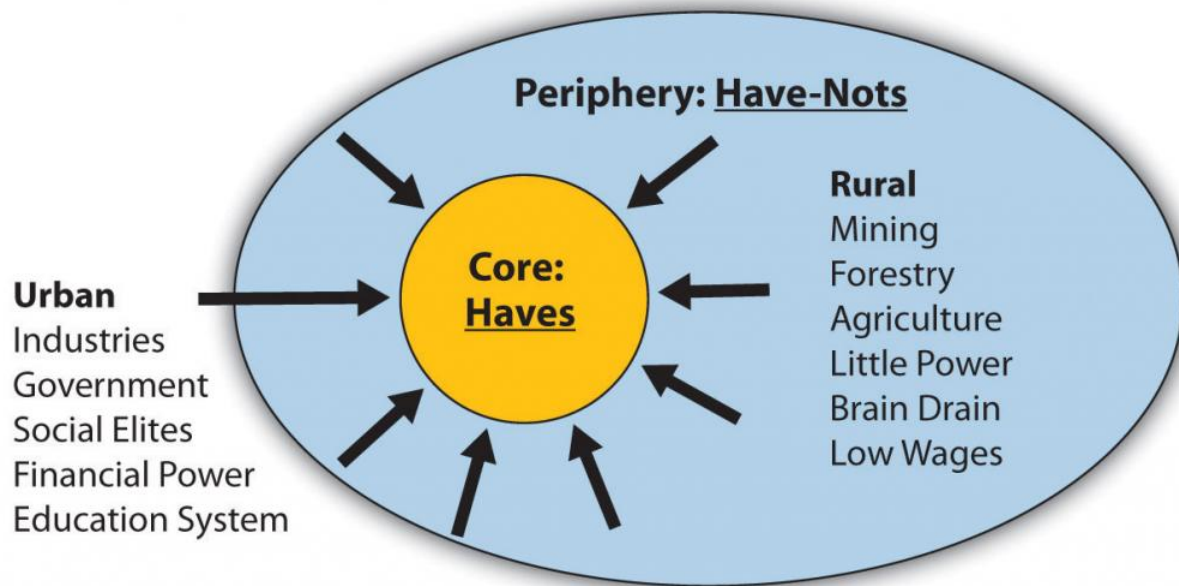 Periphery: Have-Nots
Core:
Haves
Urban
Industries
Government
Social Elites
Financial Power
Education System
Rural
Mining
Forestry
Agriculture
Little Power
Brain Drain
Low Wages